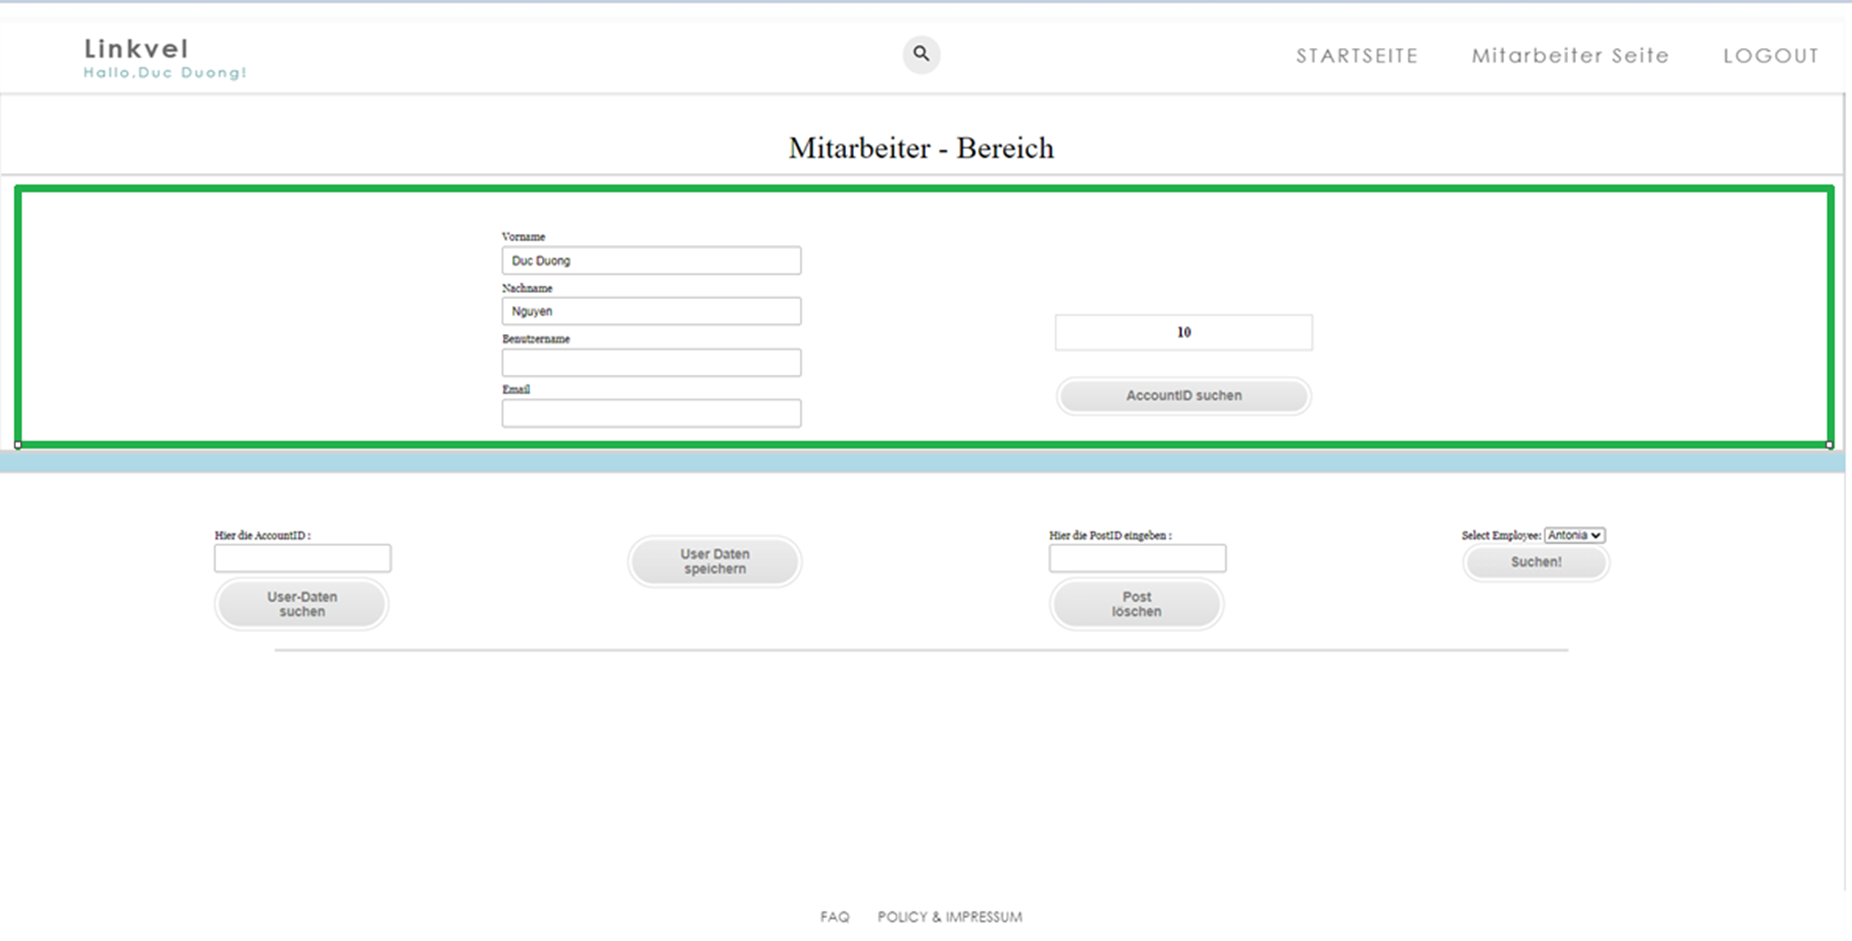 Linkvel
Hallo,Duc Duong!
STARTSEITE
Mitarbeiter Seite
LOGOUT
Mitarbeiter - Bereich
Vorname
Duc Duong
Nachname
Nguyen
Benutzername
Email
10
AccountID suchen
Hier die AccountID :
User-Daten
suchen
User Daten
speichern
Hier die PostID eingeben :
Post
löschen
Select Employee: Antonia
Suchen!
FAQ
POLICY & IMPRESSUM